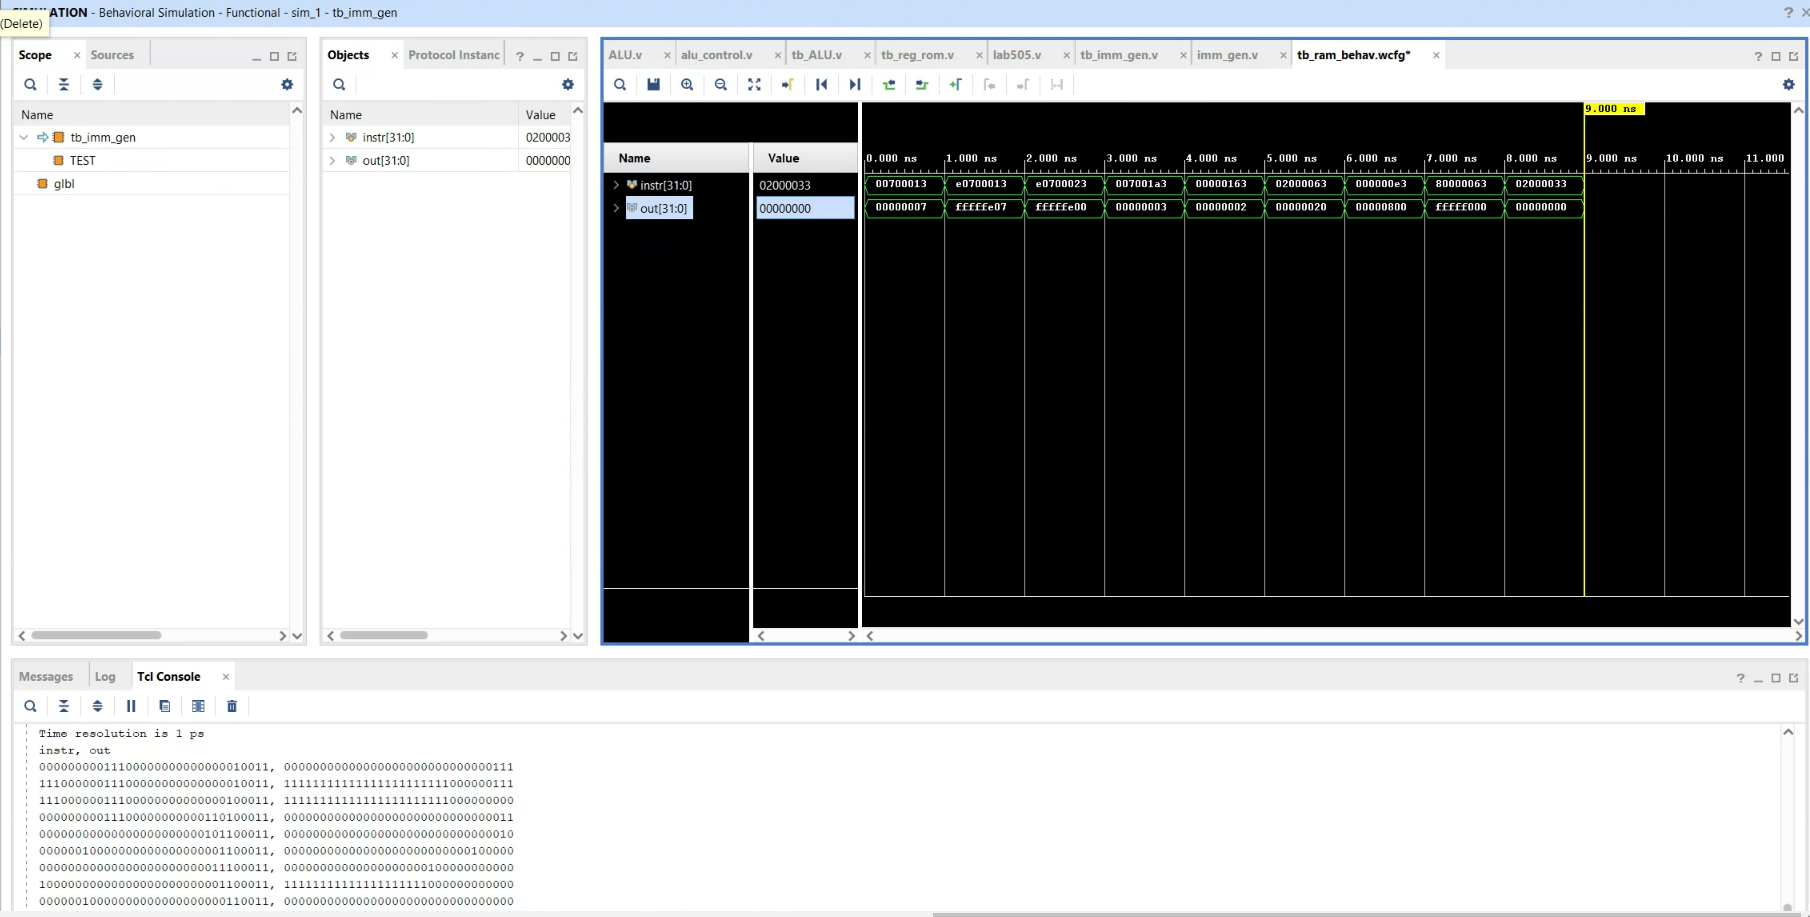 SIMULATION - Behavioral Simulation - Functional - sim_1 - tb_imm_gen
(Delete)
Scope
Sources
Name
tb_imm_gen
TEST
glbl
Objects
Protocol Instanc
Name Value
instr[31:0] 0200003
out[31:0] 0000000
ALU.v alu_control.v tb_ALU.v tb_reg_rom.v lab505.v tb_imm_gen.v imm_gen.v tb_ram_behav.wcfg*
9.000 ns
Name Value
0.000 ns 1.000 ns 2.000 ns 3.000 ns 4.000 ns 5.000 ns 6.000 ns 7.000 ns 8.000 ns 9.000 ns 10.000 ns 11.000
instr[31:0] 02000033 00700013 e0700013 e0700023 007001a3 00000163 02000063 000000e3 80000063 02000033
out[31:0] 00000000 00000007 fffffe07 fffffe00 00000003 00000002 00000020 00000800 fffff000 00000000
Messages Log Tcl Console
Time resolution is 1 ps
instr, out
00000000011100000000000000010011, 00000000000000000000000000000111
11100000011100000000000000010011, 11111111111111111111111000000111
11100000011100000000000000100011, 11111111111111111111111000000000
00000000011100000000000110100011, 00000000000000000000000000000011
00000000000000000000000101100011, 00000000000000000000000000000010
00000010000000000000000001100011, 00000000000000000000000000100000
00000000000000000000000011100011, 00000000000000000000100000000000
10000000000000000000000001100011, 11111111111111111111000000000000
00000010000000000000000000110011, 00000000000000000000000000000000